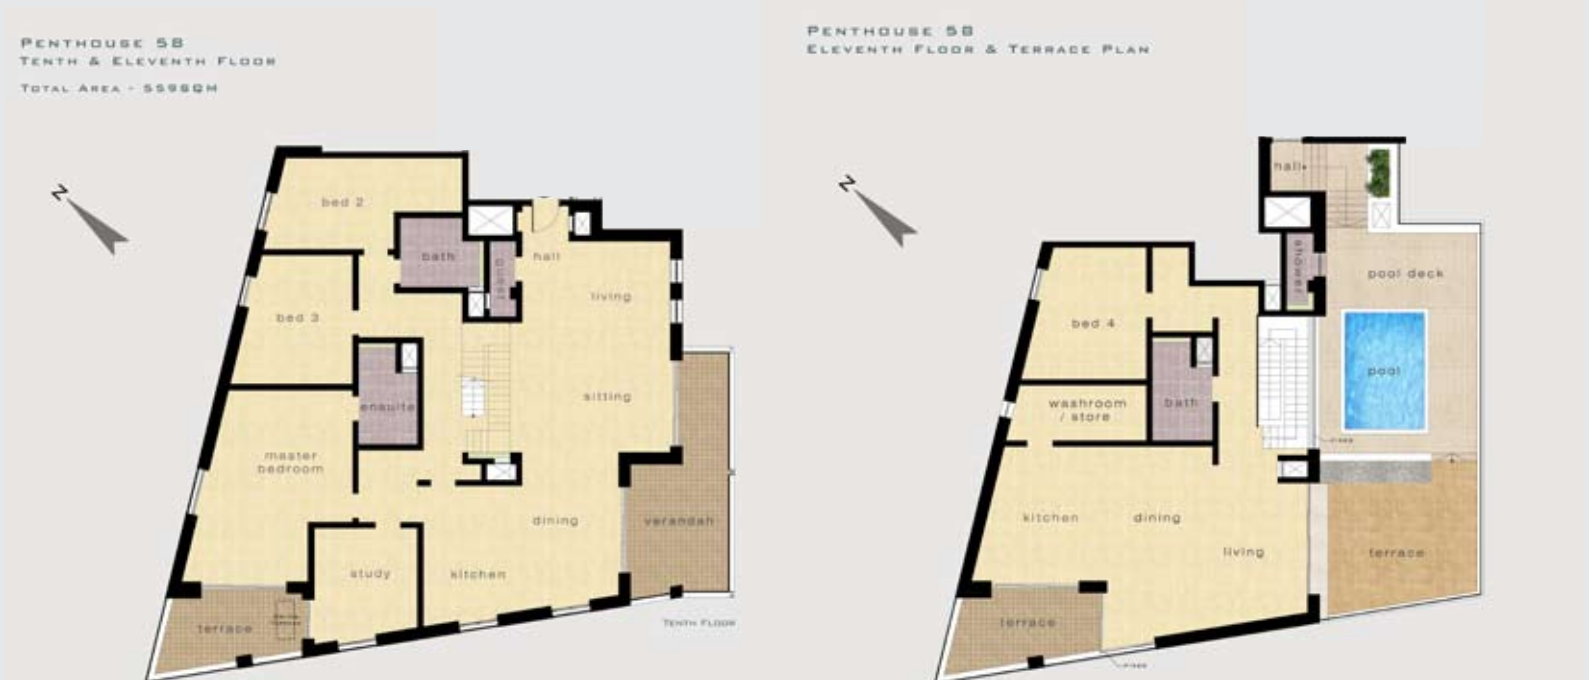 PENTHOUSE 5B
TENTH & ELEVENTH FLOOR
TOTAL AREA - 559SQM
N
bed 2
bath
guest
hall
living
bed 3
sitting
ensuite
master
bedroom
dining
verandah
study
kitchen
terrace
TENTH FLOOR
PENTHOUSE 5B
ELEVENTH FLOOR & TERRACE PLAN
N
hall
shower
pool deck
bed 4
pool
washroom
/ store
bath
kitchen
dining
living
terrace
terrace